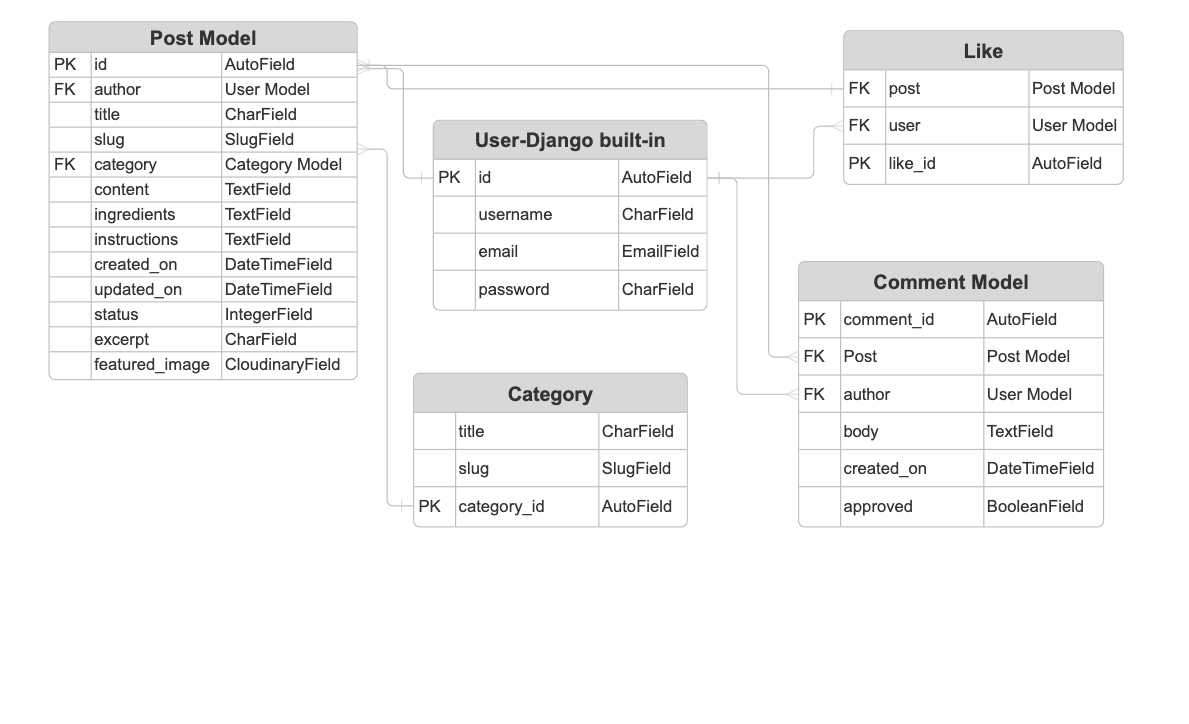 Post Model
PK id AutoField
FK author User Model
title CharField
slug SlugField
FK category Category Model
content TextField
ingredients TextField
instructions TextField
created_on DateTimeField
updated_on DateTimeField
status IntegerField
excerpt CharField
featured_image CloudinaryField
User-Django built-in
PK id AutoField
username CharField
email EmailField
password CharField
Category
title CharField
slug SlugField
PK category_id AutoField
Like
FK post Post Model
FK user User Model
PK like_id AutoField
Comment Model
PK comment_id AutoField
FK Post Post Model
FK author User Model
body TextField
created_on DateTimeField
approved BooleanField